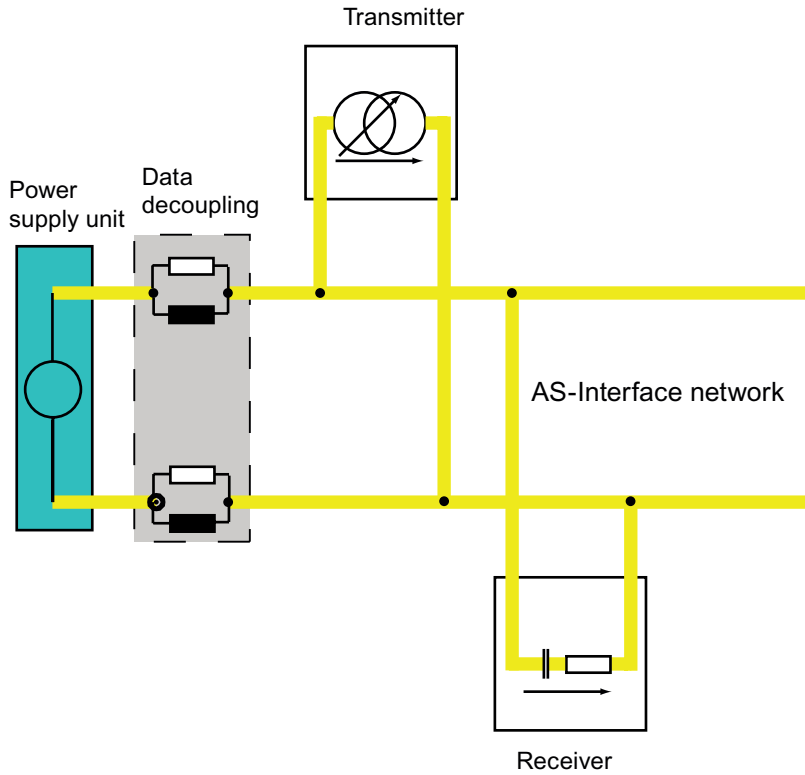 Transmitter
Power
supply unit
Data
decoupling
AS-Interface network
Receiver